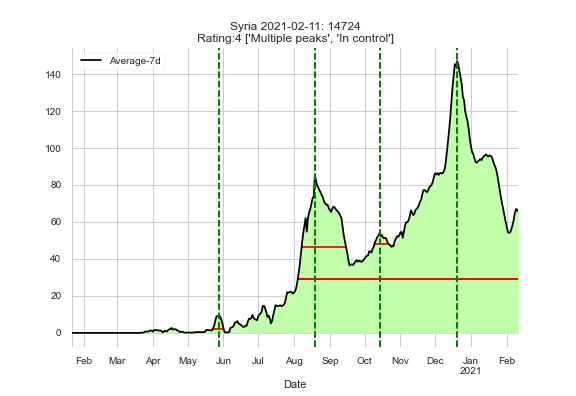 Syria 2021-02-11: 14724
Rating:4 ['Multiple peaks', 'In control']
Average-7d
140
120
100
80
60
40
20
0
Feb Mar Apr May Jun Jul Aug Sep Oct Nov Dec Jan Feb
2021
Date